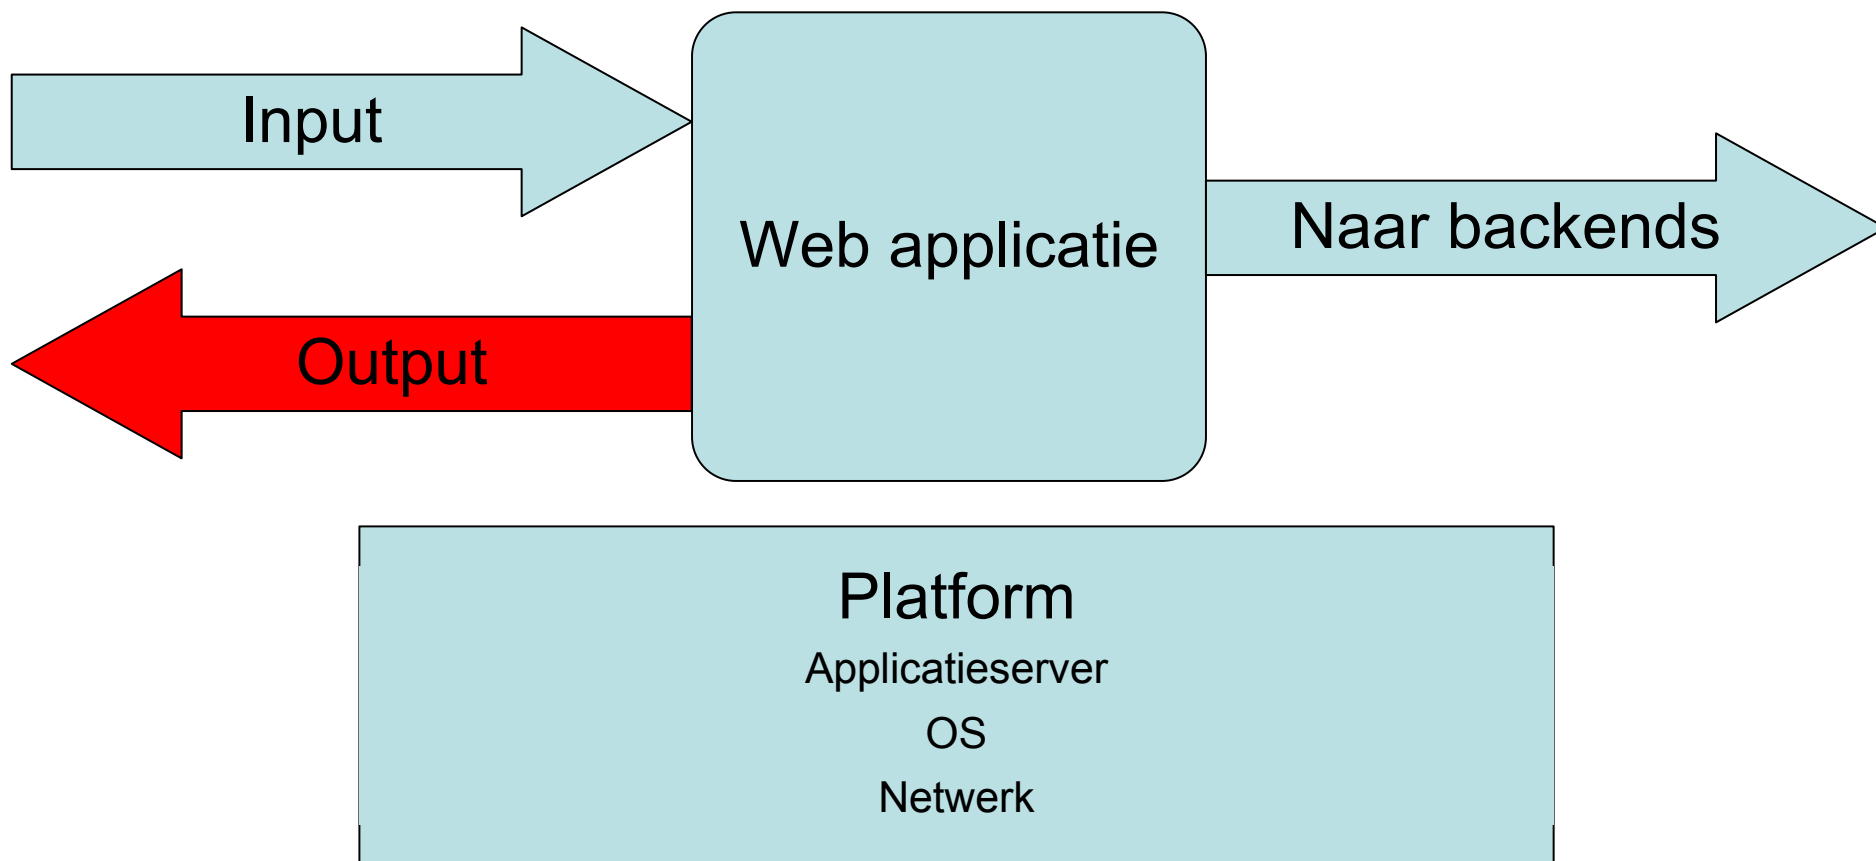 Input
Web applicatie
Naar backends
Output
Platform
Applicatieserver
OS
Netwerk